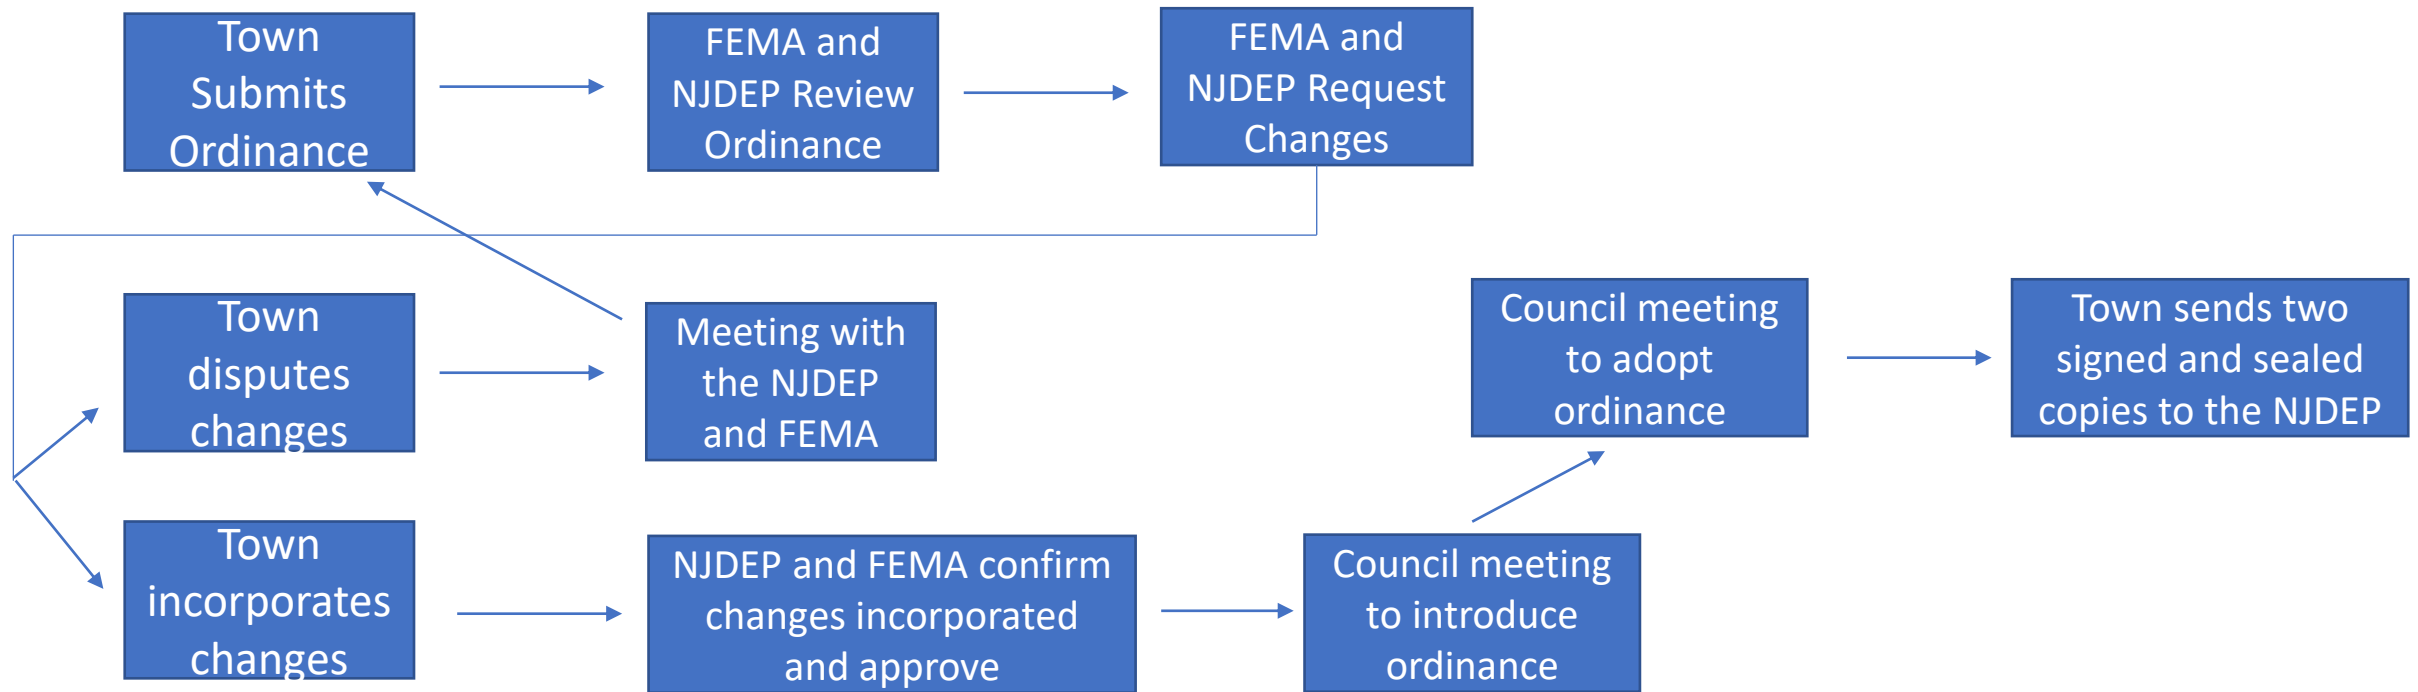 Town
Submits
Ordinance
FEMA and
NJDEP Review
Ordinance
FEMA and
NJDEP Request
Changes
Town
disputes
changes
Meeting with
the NJDEP
and FEMA
Council meeting
to adopt
ordinance
Town sends two
signed and sealed
copies to the NJDEP
Town
incorporates
changes
NJDEP and FEMA confirm
changes incorporated
and approve
Council meeting
to introduce
ordinance